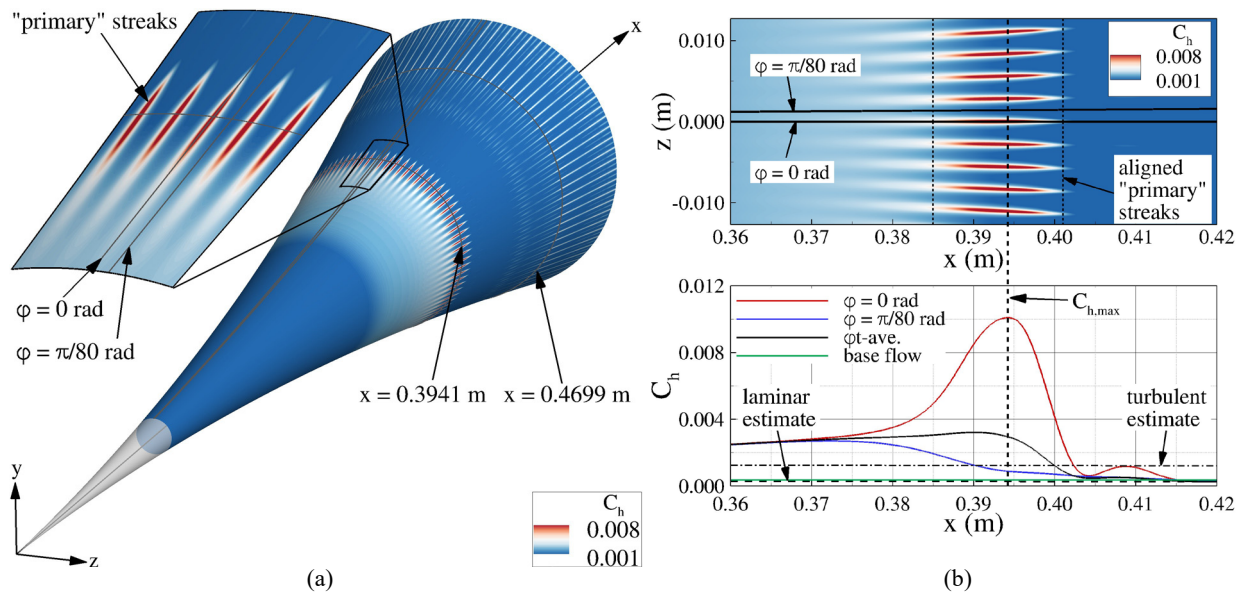 "primary" streaks
φ = 0 rad
φ = π/80 rad
x
x = 0.3941 m
x = 0.4699 m
y
z
C_h
0.008
0.001
(a)
z (m)
0.010
0.000
-0.010
φ = π/80 rad
φ = 0 rad
C_h
0.008
0.001
aligned
"primary"
streaks
0.36 0.37 0.38 0.39 0.40 0.41 0.42
x (m)
C_h
0.012
0.008
0.004
0.000
φ = 0 rad
φ = π/80 rad
φt-ave.
base flow
C_h,max
laminar
estimate
turbulent
estimate
0.36 0.37 0.38 0.39 0.40 0.41 0.42
x (m)
(b)